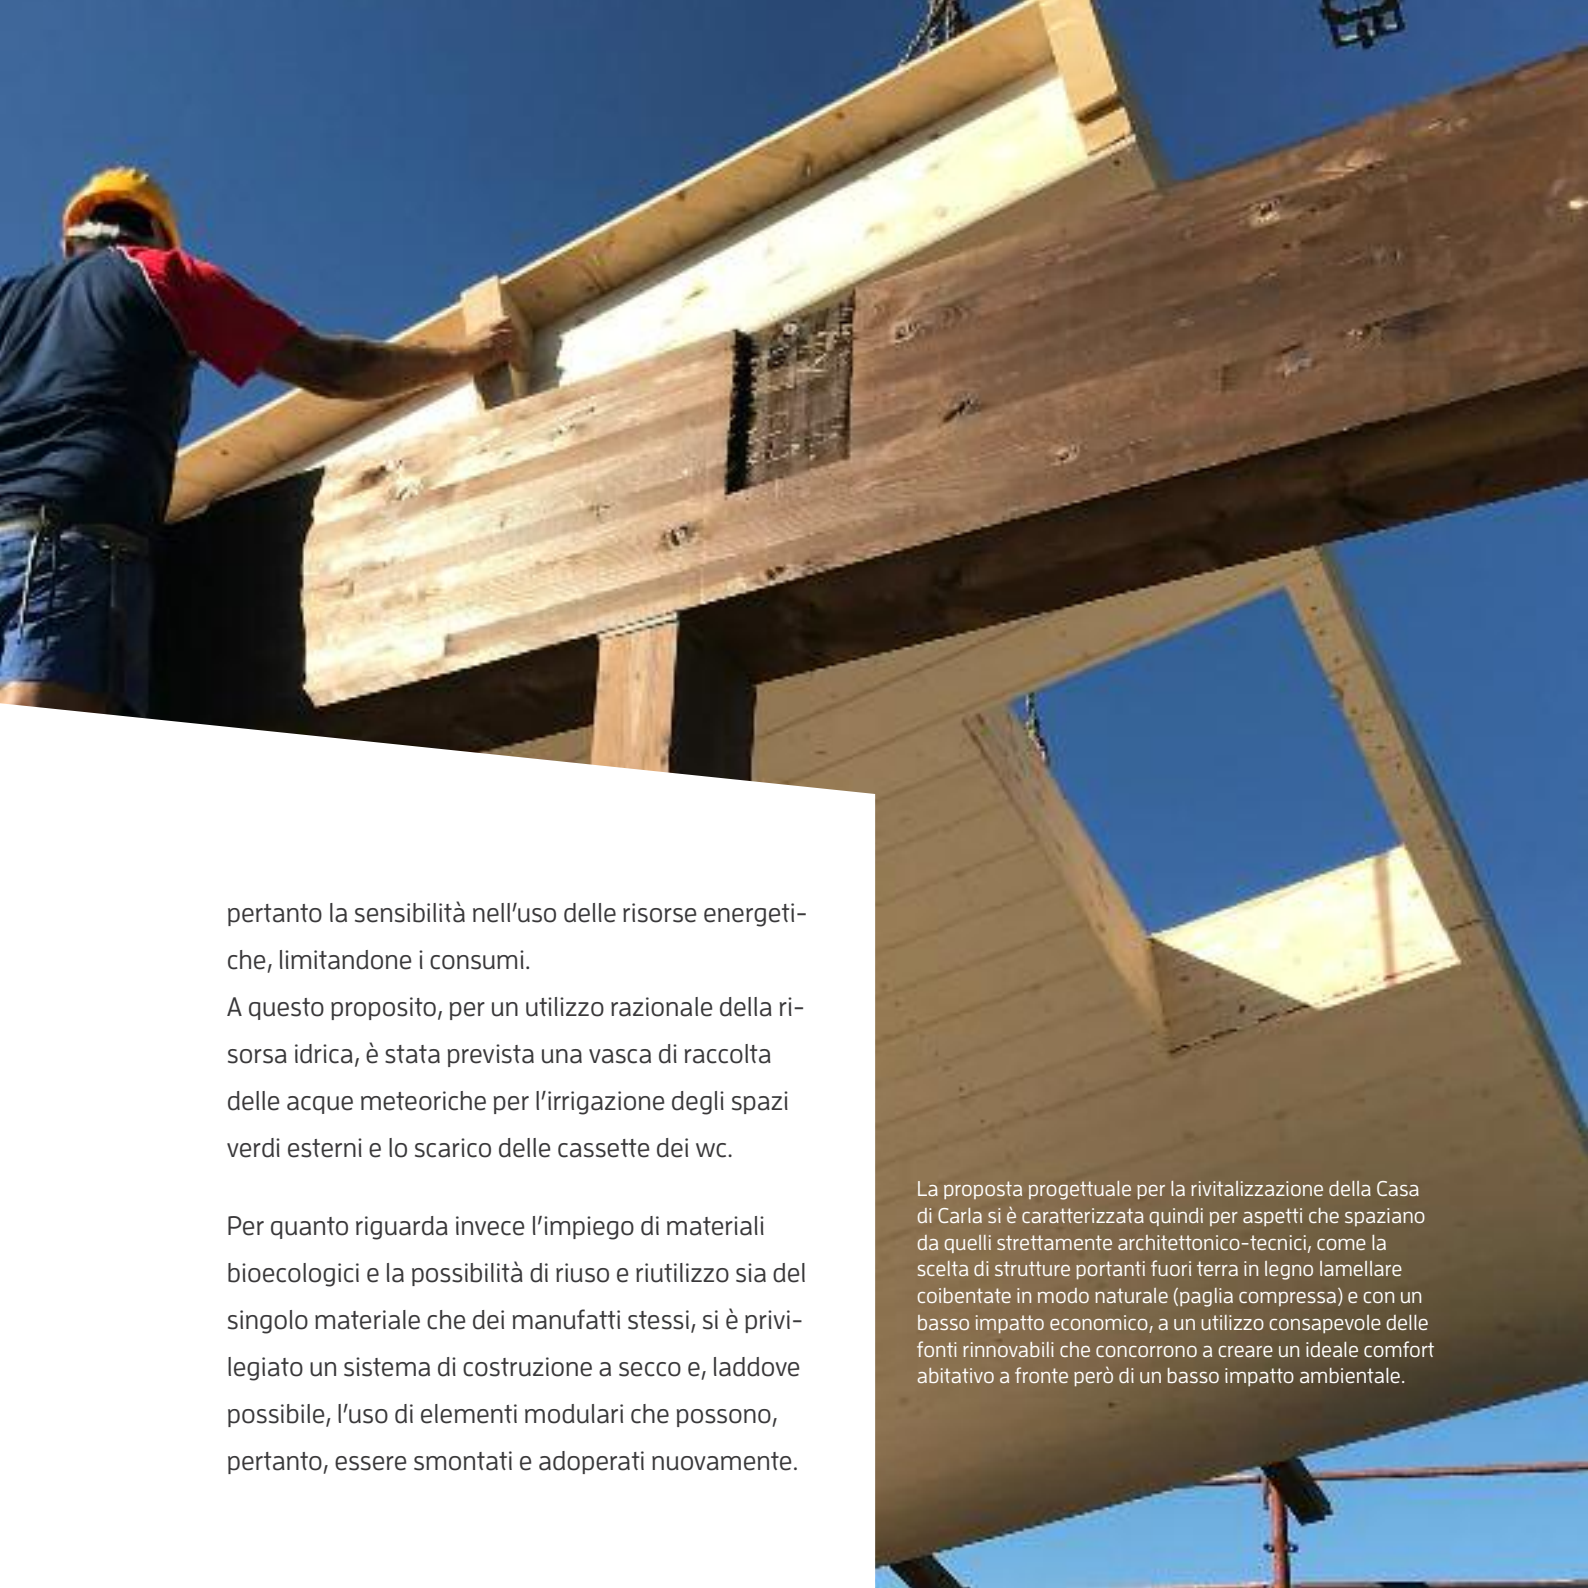 pertanto la sensibilità nell'uso delle risorse energeti-
che, limitandone i consumi.
A questo proposito, per un utilizzo razionale della ri-
sorsa idrica, è stata prevista una vasca di raccolta
delle acque meteoriche per l'irrigazione degli spazi
verdi esterni e lo scarico delle cassette dei wc.
Per quanto riguarda invece l'impiego di materiali
bioecologici e la possibilità di riuso e riutilizzo sia del
singolo materiale che dei manufatti stessi, si è privi-
legiato un sistema di costruzione a secco e, laddove
possibile, l'uso di elementi modulari che possono,
pertanto, essere smontati e adoperati nuovamente.
La proposta progettuale per la rivitalizzazione della Casa
di Carla si è caratterizzata quindi per aspetti che spaziano
da quelli strettamente architettonico-tecnici, come la
scelta di strutture portanti fuori terra in legno lamellare
coibentate in modo naturale (paglia compressa) e con un
basso impatto economico, a un utilizzo consapevole delle
fonti rinnovabili che concorrono a creare un ideale comfort
abitativo a fronte però di un basso impatto ambientale.